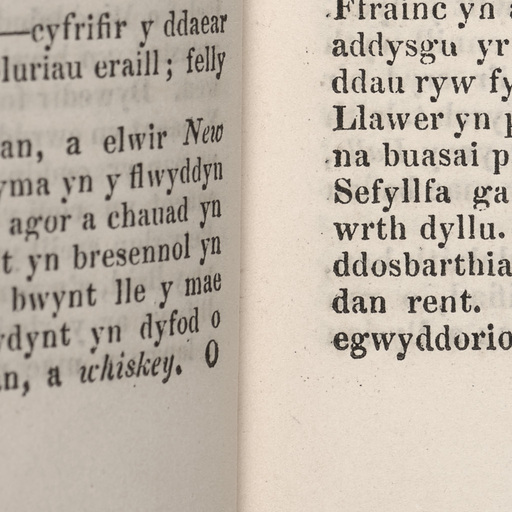 —cyfrifir y ddaear
luriau eraill; felly
an, a elwir New
yma yn y flwyddyn
agor a chauad yn
t yn bresennol yn
bwynt lle y mae
ydynt yn dyfod o
n, a whiskey. O
Ffrainc yn
addysgu yr
ddau ryw fy
Llawer yn p
na buasai p
Sefyllfa ga
wrth dyllu.
ddosbarthia
dan rent.
egwyddorio